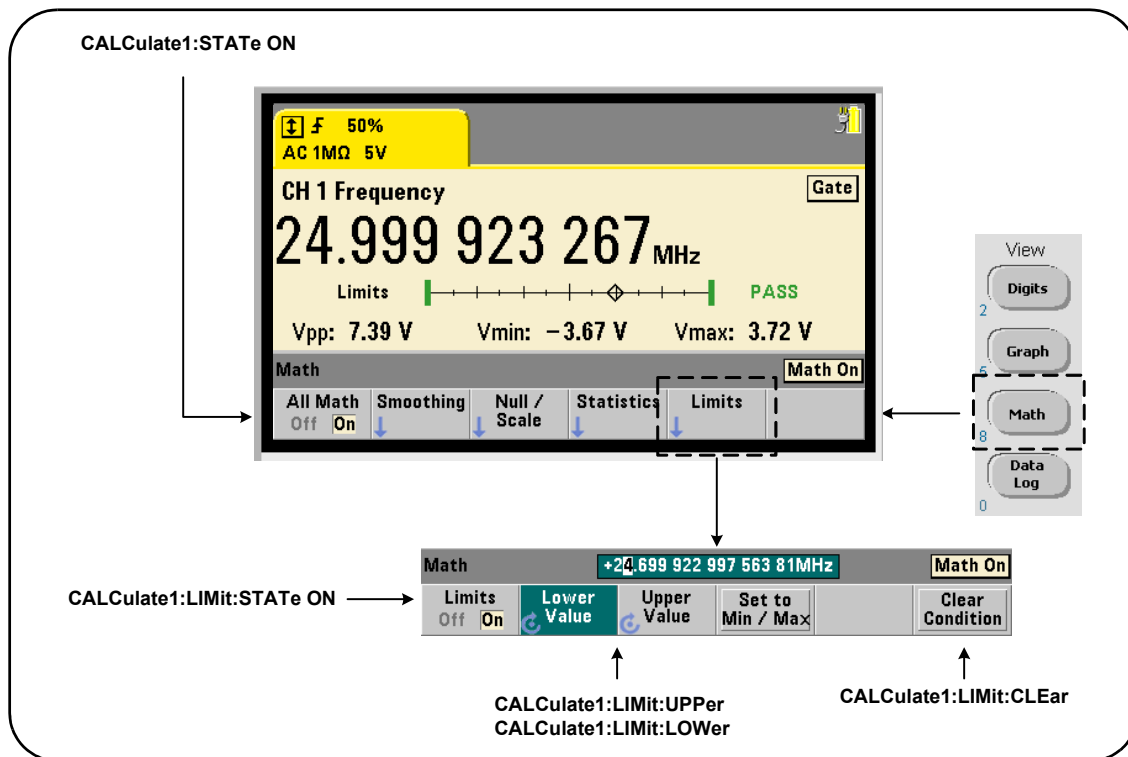 CALCulate1:STATe ON
50%
AC 1MΩ 5V
CH 1 Frequency
Gate
24.999 923 267 MHz
Limits
PASS
Vpp: 7.39 V Vmin: −3.67 V Vmax: 3.72 V
Math
Math On
All Math
Off On
Smoothing
Null /
Scale
Statistics
Limits
View
Digits
2
Graph
5
Math
8
Data
Log
0
Math
+24.699 922 997 563 81MHz
Math On
CALCulate1:LIMit:STATe ON
Limits
Off On
Lower
Value
Upper
Value
Set to
Min / Max
Clear
Condition
CALCulate1:LIMit:UPPer
CALCulate1:LIMit:LOWer
CALCulate1:LIMit:CLEar